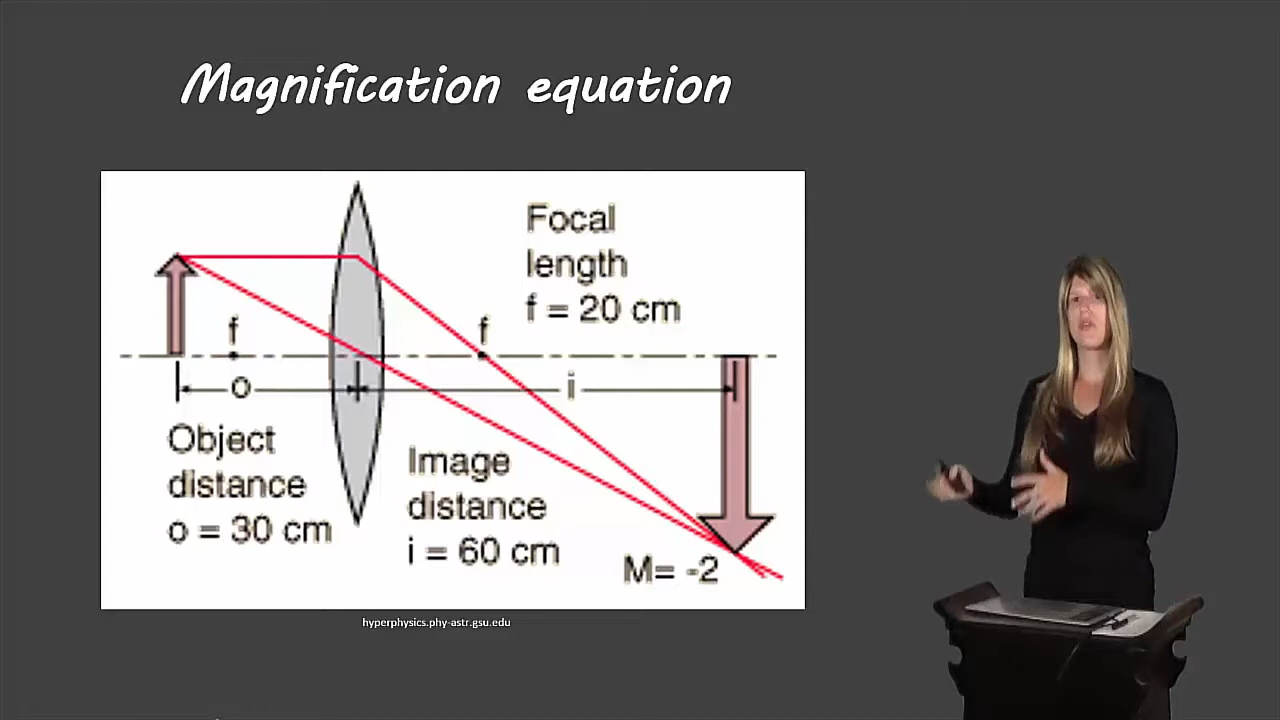 Magnification equation
Focal
length
f = 20 cm
f
f
o
i
Object
distance
o = 30 cm
Image
distance
i = 60 cm
M= -2
hyperphysics.phy-astr.gsu.edu